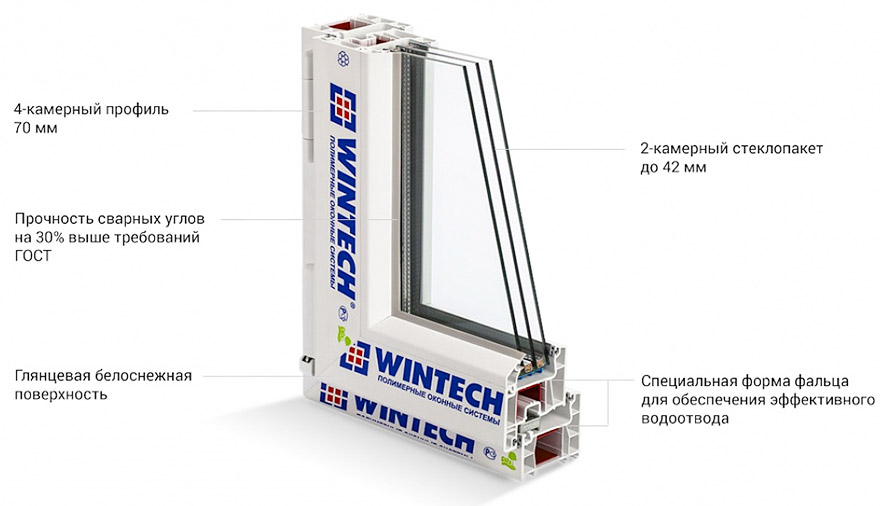 4-камерный профиль
70 мм
Прочность сварных углов
на 30% выше требований
ГОСТ
Глянцевая белоснежная
поверхность
WINTECH®
ПОЛИМЕРНЫЕ ОКОННЫЕ СИСТЕМЫ
WINTECH
ПОЛИМЕРНЫЕ ОКОННЫЕ СИСТЕМЫ
WINTECH
2-камерный стеклопакет
до 42 мм
Специальная форма фальца
для обеспечения эффективного
водоотвода